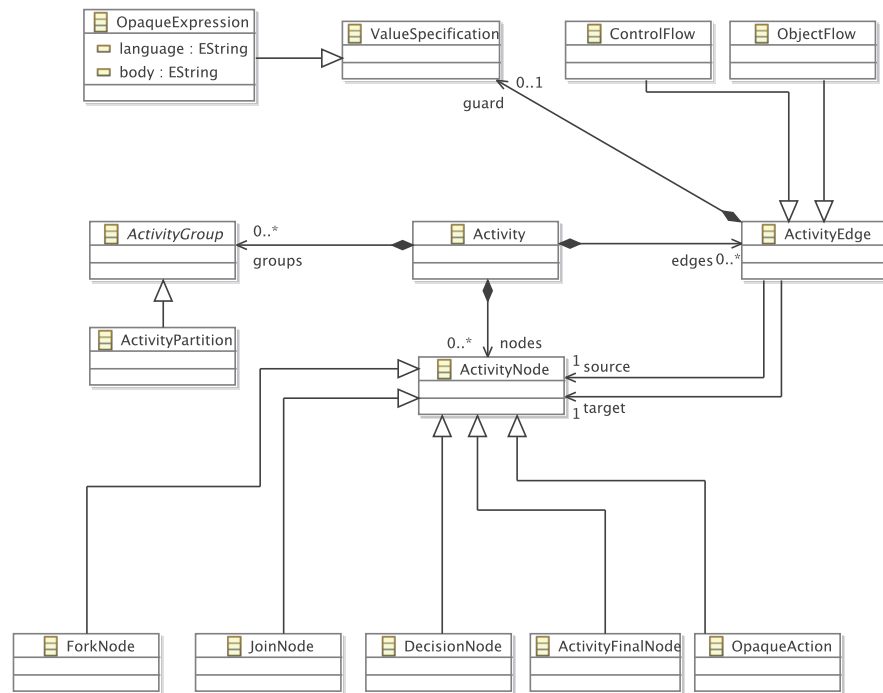 OpaqueExpression
language : EString
body : EString
ValueSpecification
ControlFlow
ObjectFlow
0..1
guard
ActivityGroup
0..*
groups
Activity
edges 0..*
ActivityEdge
ActivityPartition
0..* nodes
ActivityNode
1 source
1 target
ForkNode
JoinNode
DecisionNode
ActivityFinalNode
OpaqueAction